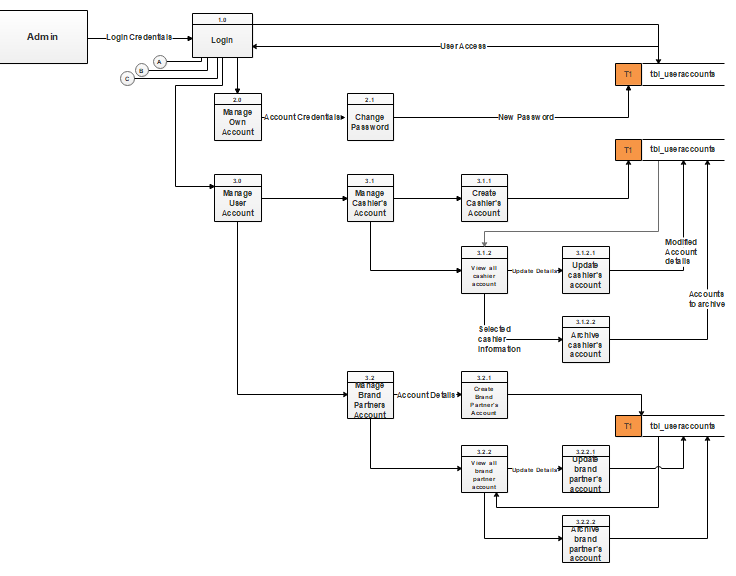 1.0
Admin
Login Credentials
Login
User Access
A
B
C
T1
tbl_useraccounts
2.0
Manage
Own
Account
Account Credentials
2.1
Change
Password
New Password
T1
tbl_useraccounts
3.0
Manage
User
Account
3.1
Manage
Cashier's
Account
3.1.1
Create
Cashier's
Account
3.1.2
View all
cashier
account
Update Details
3.1.2.1
Update
cashier's
account
Modified
Account
details
Accounts
to archive
Selected
cashier
information
3.1.2.2
Archive
cashier's
account
3.2
Manage
Brand
Partners
Account
Account Details
3.2.1
Create
Brand
Partner's
Account
T1
tbl_useraccounts
3.2.2
View all
brand
partner
account
Update Details
3.2.2.1
Update
brand
partner's
account
3.2.2.2
Archive
brand
partner's
account